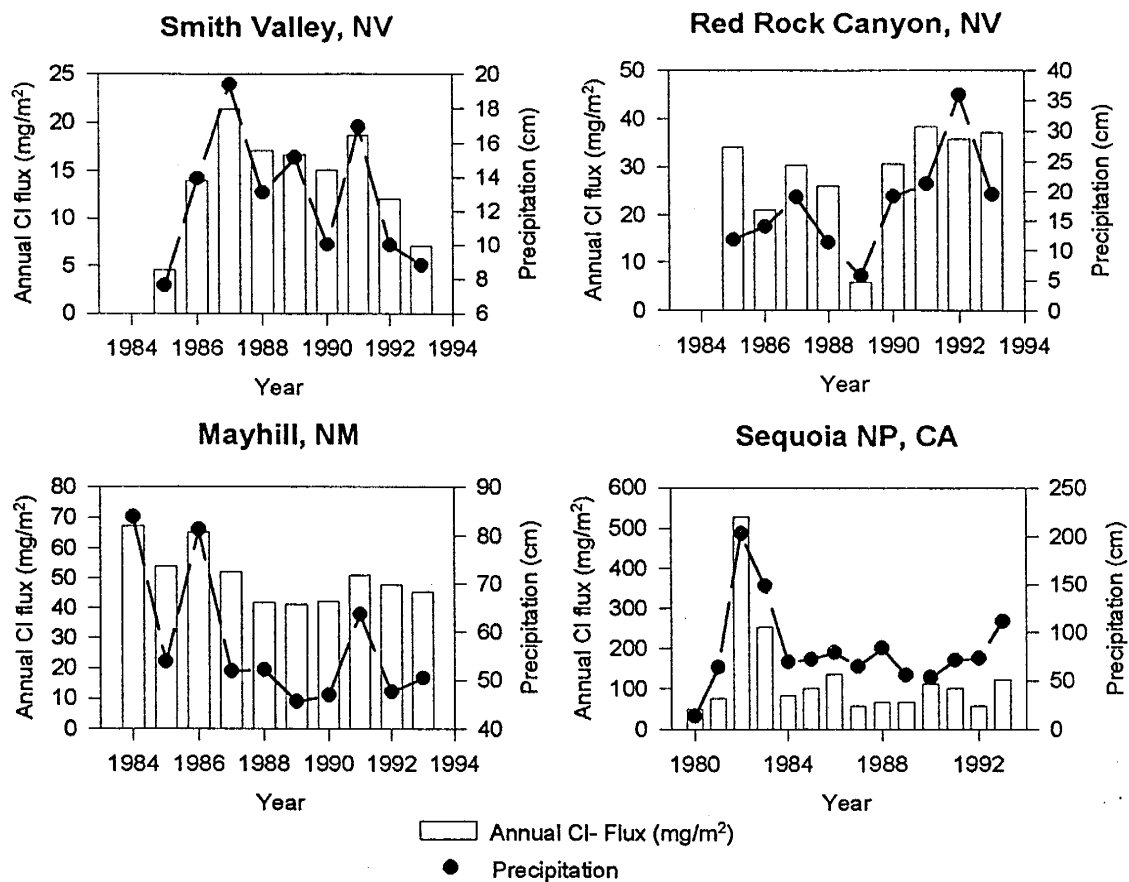 Smith Valley, NV
Annual Cl flux (mg/m²)
25
20
15
10
5
0
20
18
16
14
12
10
8
6
Precipitation (cm)
1984 1986 1988 1990 1992 1994
Year
Red Rock Canyon, NV
Annual Cl flux (mg/m²)
50
40
30
20
10
0
40
35
30
25
20
15
10
5
0
Precipitation (cm)
1984 1986 1988 1990 1992 1994
Year
Mayhill, NM
Annual Cl flux (mg/m²)
80
70
60
50
40
30
20
10
0
90
80
70
60
50
40
Precipitation (cm)
1984 1986 1988 1990 1992 1994
Year
Sequoia NP, CA
Annual Cl flux (mg/m²)
600
500
400
300
200
100
0
250
200
150
100
50
0
Precipitation (cm)
1980 1984 1988 1992
Year
Annual Cl- Flux (mg/m²)
Precipitation